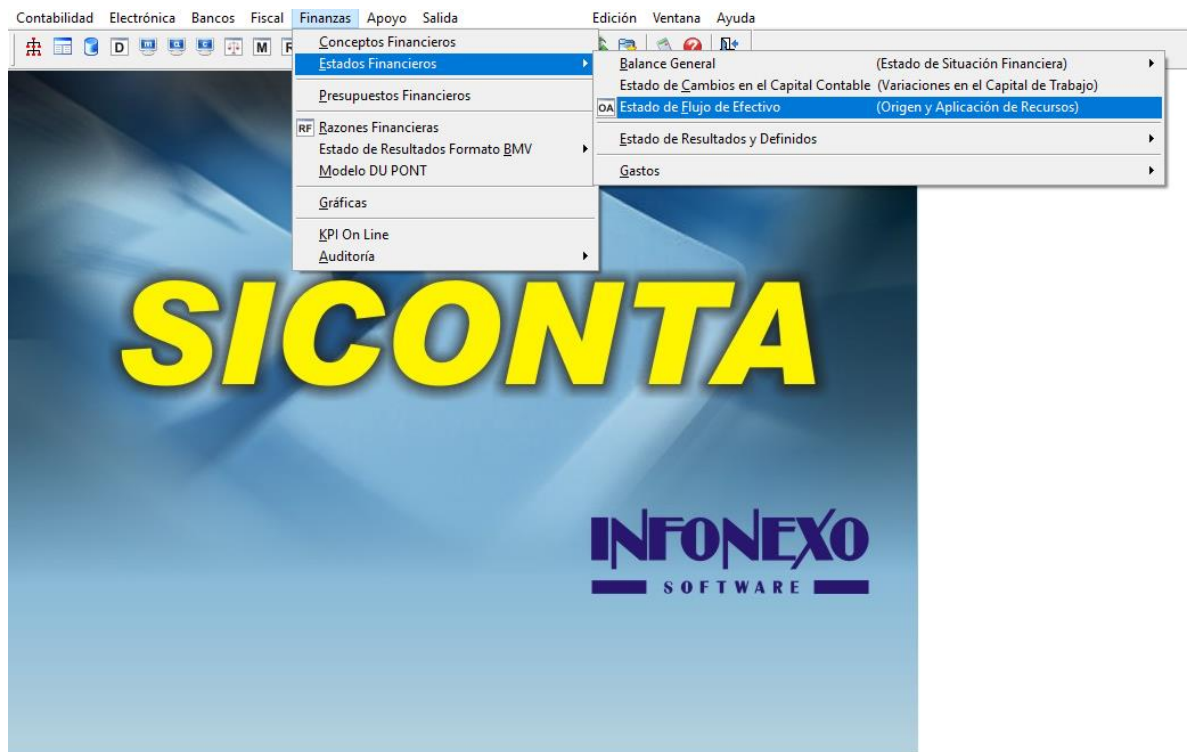 Contabilidad Electrónica Bancos Fiscal Finanzas Apoyo Salida Edición Ventana Ayuda
D M
Conceptos Financieros
Estados Financieros
Presupuestos Financieros
RF Razones Financieras
Estado de Resultados Formato BMV
Modelo DU PONT
Gráficas
KPI On Line
Auditoría
Balance General (Estado de Situación Financiera)
Estado de Cambios en el Capital Contable (Variaciones en el Capital de Trabajo)
OA Estado de Flujo de Efectivo (Origen y Aplicación de Recursos)
Estado de Resultados y Definidos
Gastos
SICONTA
INFONEXO
SOFTWARE